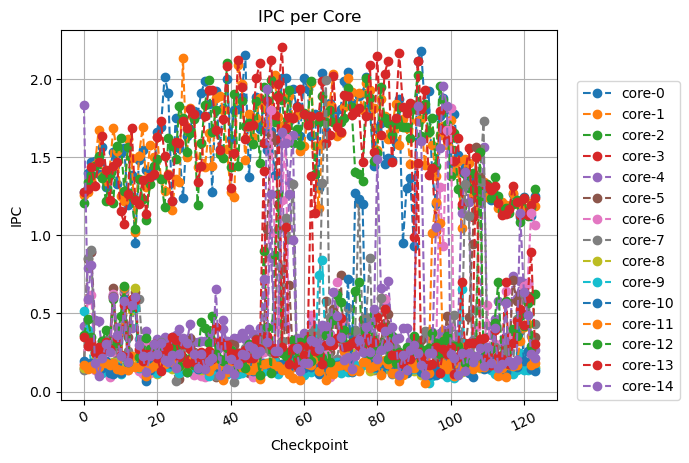 IPC per Core
IPC
2.0
1.5
1.0
0.5
0.0
0
20
40
60
80
100
120
Checkpoint
core-0
core-1
core-2
core-3
core-4
core-5
core-6
core-7
core-8
core-9
core-10
core-11
core-12
core-13
core-14